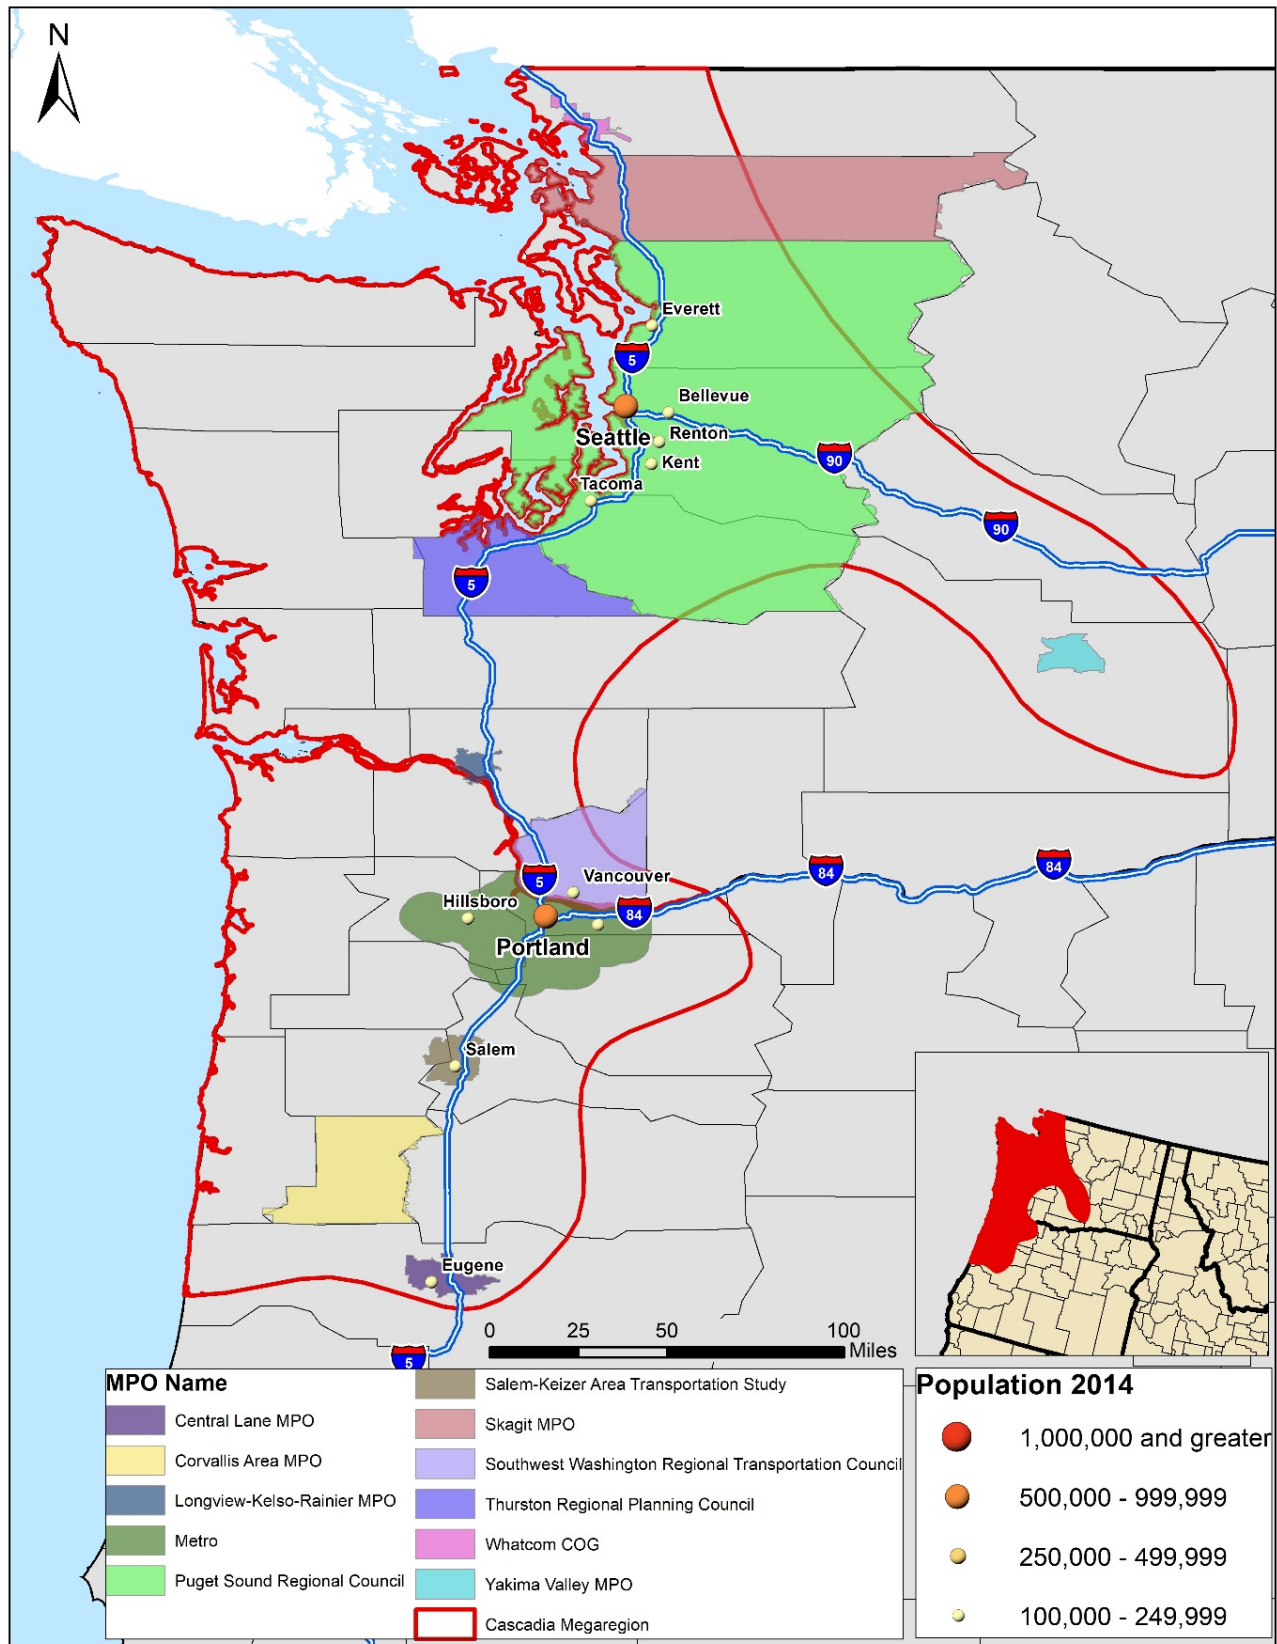 N
Everett
5
Bellevue
Seattle
Renton
90
Kent
Tacoma
90
5
5
Vancouver
84
84
Hillsboro
84
Portland
Salem
Eugene
0 25 50 100
Miles
5
MPO Name
Central Lane MPO
Corvallis Area MPO
Longview-Kelso-Rainier MPO
Metro
Puget Sound Regional Council
Salem-Keizer Area Transportation Study
Skagit MPO
Southwest Washington Regional Transportation Council
Thurston Regional Planning Council
Whatcom COG
Yakima Valley MPO
Cascadia Megaregion
Population 2014
1,000,000 and greater
500,000 - 999,999
250,000 - 499,999
100,000 - 249,999